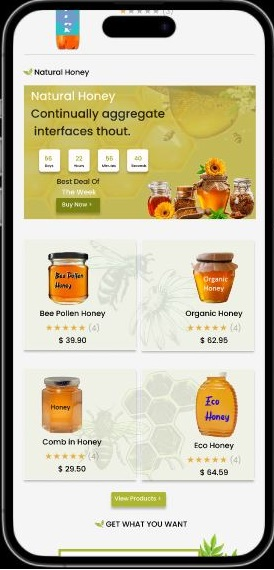 (3)
Natural Honey
Natural Honey
Continually aggregate
interfaces thout.
56 22 56 40
Days Hours Minutes Seconds
Best Deal Of
The Week
Buy Now >
Bee Pollen
Honey
Organic
Honey
Bee Pollen Honey
Organic Honey
(4) (4)
$ 39.90 $ 62.95
Honey
Eco
Honey
Comb in Honey
Eco Honey
(4) (4)
$ 29.50 $ 64.59
View Products >
GET WHAT YOU WANT